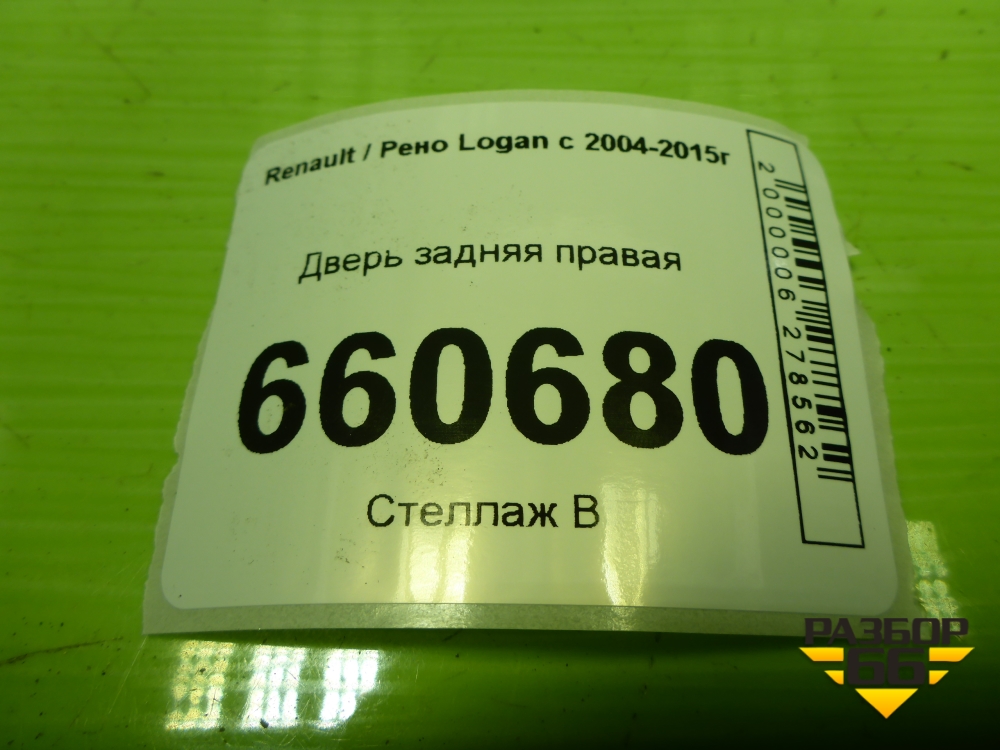 Renault / Рено Logan с 2004-2015г
Дверь задняя правая
660680
Стеллаж В
2000006278562
РАЗБОР
66